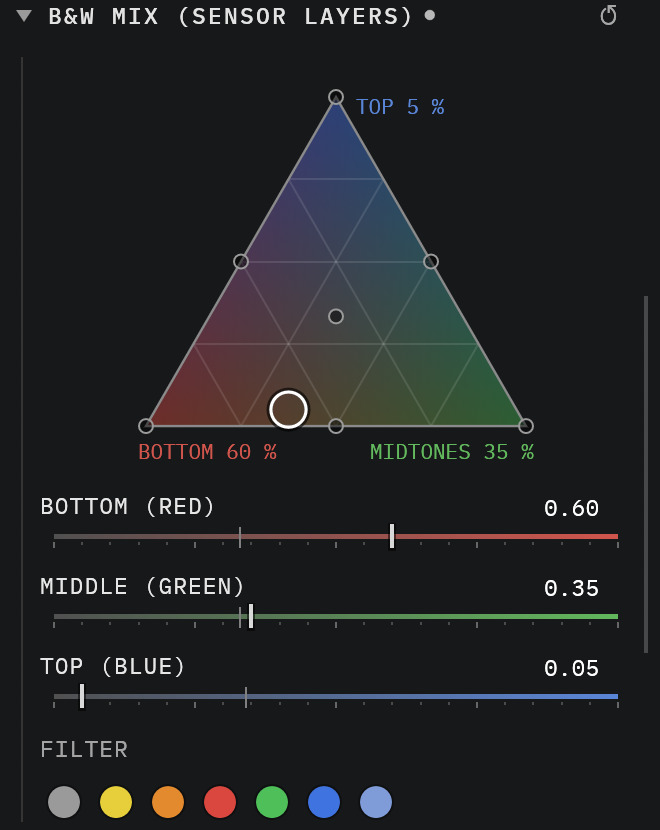 B&W MIX (SENSOR LAYERS)
TOP 5 %
BOTTOM 60 %
MIDTONES 35 %
BOTTOM (RED)
0.60
MIDDLE (GREEN)
0.35
TOP (BLUE)
0.05
FILTER